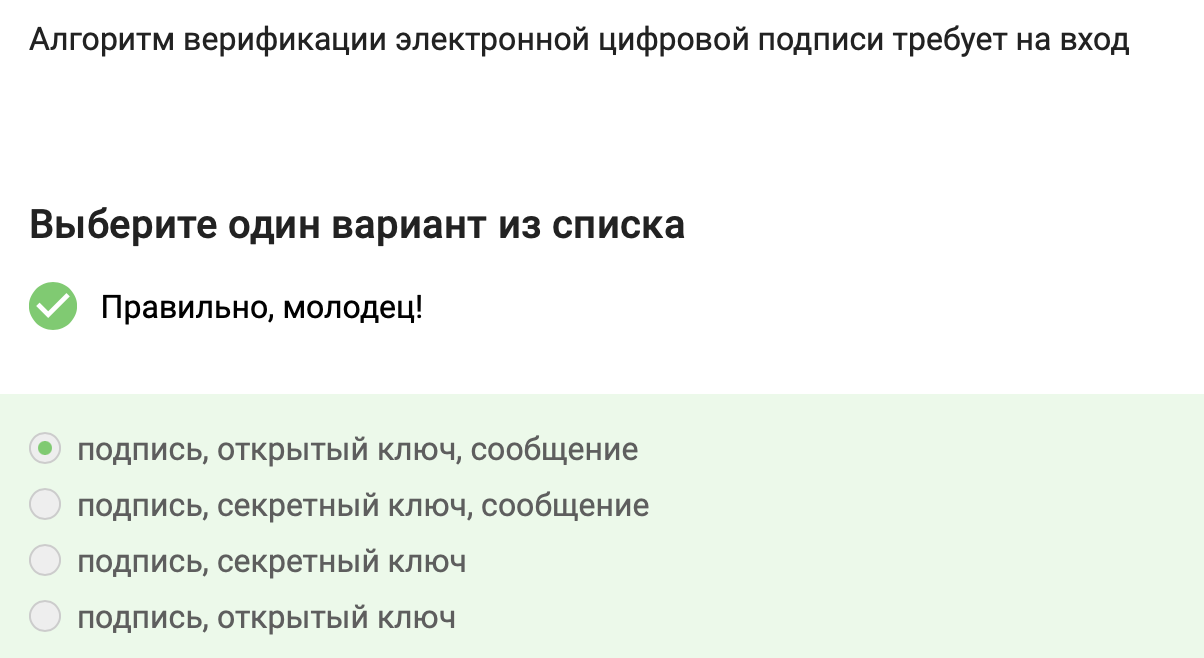 Алгоритм верификации электронной цифровой подписи требует на вход
Выберите один вариант из списка
Правильно, молодец!
подпись, открытый ключ, сообщение
подпись, секретный ключ, сообщение
подпись, секретный ключ
подпись, открытый ключ